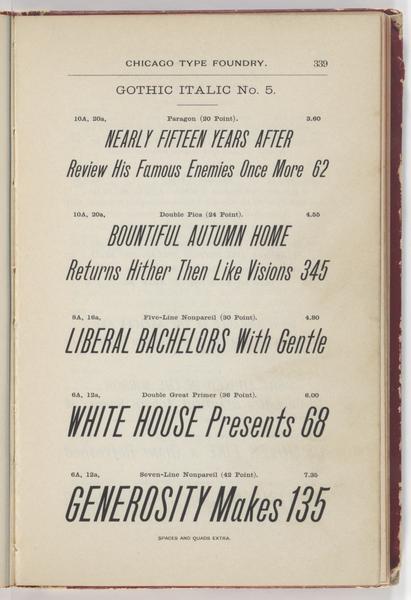 CHICAGO TYPE FOUNDRY. 339
GOTHIC ITALIC No. 5.
10A, 20a, Paragon (20 Point). 3.60
NEARLY FIFTEEN YEARS AFTER
Review His Famous Enemies Once More 62
10A, 20a, Double Pica (24 Point). 4.55
BOUNTIFUL AUTUMN HOME
Returns Hither Then Like Visions 345
8A, 16a, Five-Line Nonpareil (30 Point). 4.80
LIBERAL BACHELORS With Gentle
6A, 12a, Double Great Primer (36 Point). 6.00
WHITE HOUSE Presents 68
6A, 12a, Seven-Line Nonpareil (42 Point). 7.35
GENEROSITY Makes 135
SPACES AND QUADS EXTRA.